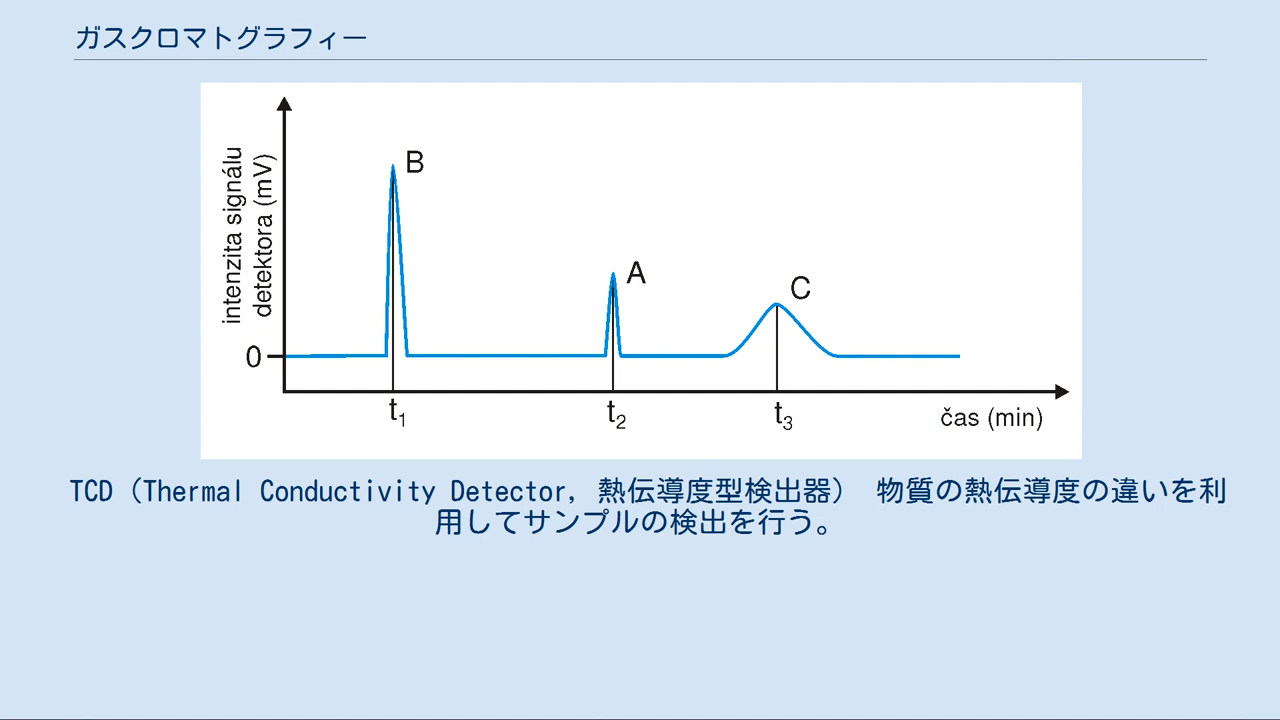 ガスクロマトグラフィー
intenzita signálu
detektora (mV)
B
A
C
0
t₁
t₂
t₃
čas (min)
TCD（Thermal Conductivity Detector, 熱伝導度型検出器） 物質の熱伝導度の違いを利
用してサンプルの検出を行う。